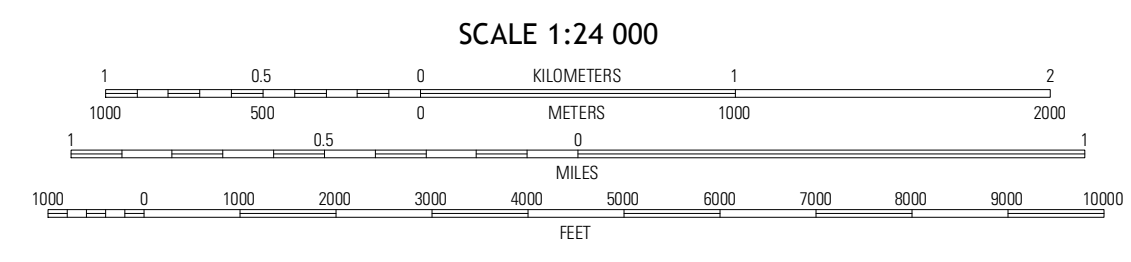 SCALE 1:24 000
1 0.5 0 KILOMETERS 1 2
1000 500 0 METERS 1000 2000
1 0.5 0 1
MILES
1000 0 1000 2000 3000 4000 5000 6000 7000 8000 9000 10000
FEET